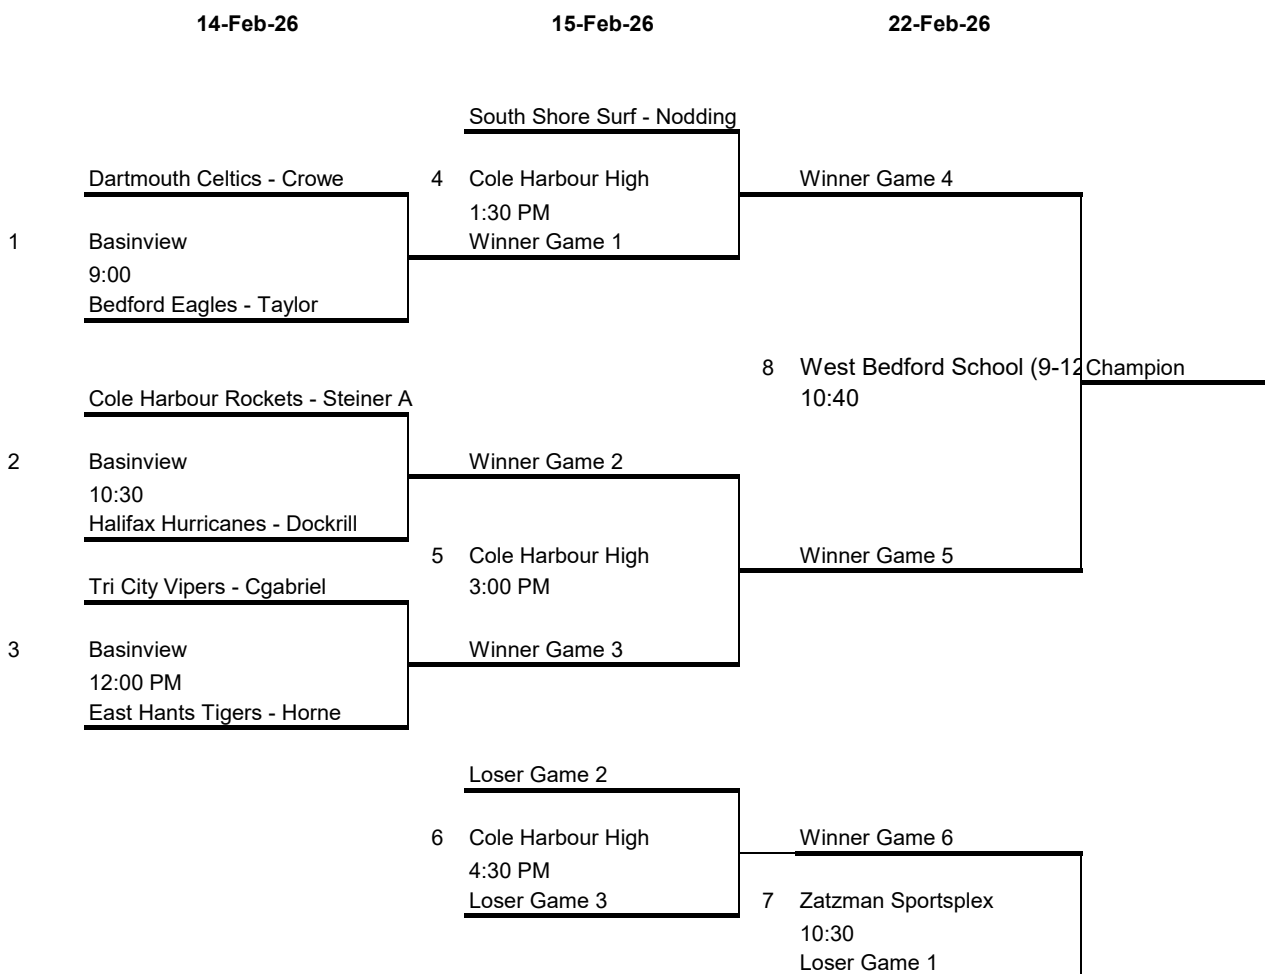 14-Feb-26 15-Feb-26 22-Feb-26
South Shore Surf - Nodding
Dartmouth Celtics - Crowe 4 Cole Harbour High Winner Game 4
1:30 PM
1 Basinview Winner Game 1
9:00
Bedford Eagles - Taylor
8 West Bedford School (9-12 Champion
Cole Harbour Rockets - Steiner A 10:40
2 Basinview Winner Game 2
10:30
Halifax Hurricanes - Dockrill
5 Cole Harbour High Winner Game 5
Tri City Vipers - Cgabriel 3:00 PM
3 Basinview Winner Game 3
12:00 PM
East Hants Tigers - Horne
Loser Game 2
6 Cole Harbour High Winner Game 6
4:30 PM
Loser Game 3 7 Zatzman Sportsplex
10:30
Loser Game 1